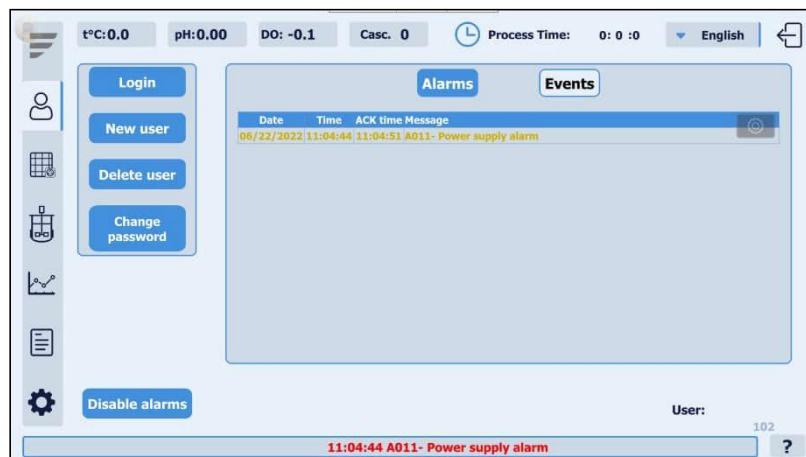 t°C:0.0 pH:0.00 DO: -0.1 Casc. 0 Process Time: 0: 0 :0 English
Login
New user
Delete user
Change
password
Alarms Events
Date Time ACK time Message
06/22/2022 11:04:44 11:04:51 A011- Power supply alarm
Disable alarms
User:
102
11:04:44 A011- Power supply alarm ?